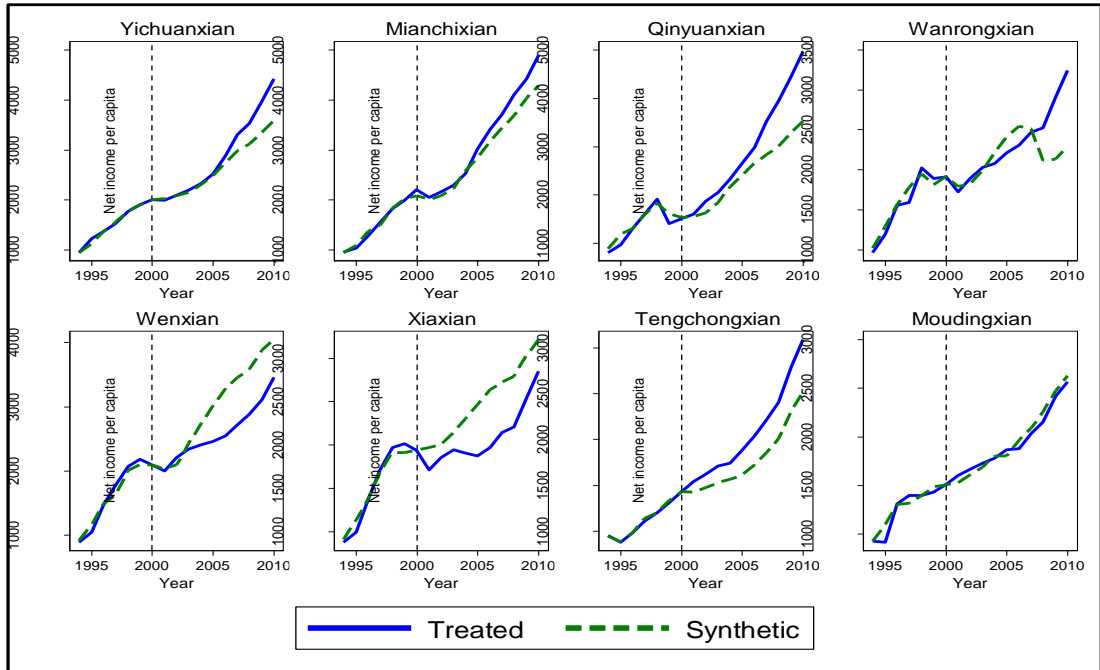 Yichuanxian
Net income per capita
1000 2000 3000 4000 5000
1995 2000 2005 2010
Year
Mianchixian
Net income per capita
1000 2000 3000 4000 5000
1995 2000 2005 2010
Year
Qinyuanxian
Net income per capita
1000 2000 3000 4000 5000
1995 2000 2005 2010
Year
Wanrongxian
1000 1500 2000 2500 3000 3500
1995 2000 2005 2010
Year
Wenxian
Net income per capita
1000 2000 3000 4000
1995 2000 2005 2010
Year
Xiaxian
Net income per capita
1000 1500 2000 2500 3000
1995 2000 2005 2010
Year
Tengchongxian
Net income per capita
1000 1500 2000 2500 3000
1995 2000 2005 2010
Year
Moudingxian
1000 1500 2000 2500 3000
1995 2000 2005 2010
Year
Treated
Synthetic